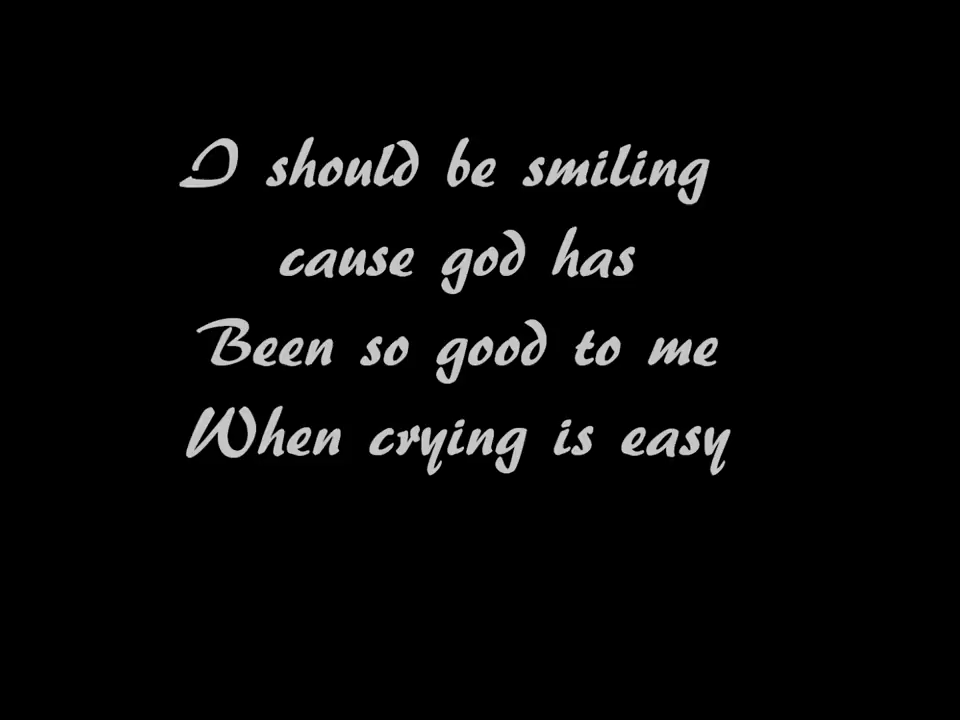 I should be smiling
cause god has
Been so good to me
When crying is easy